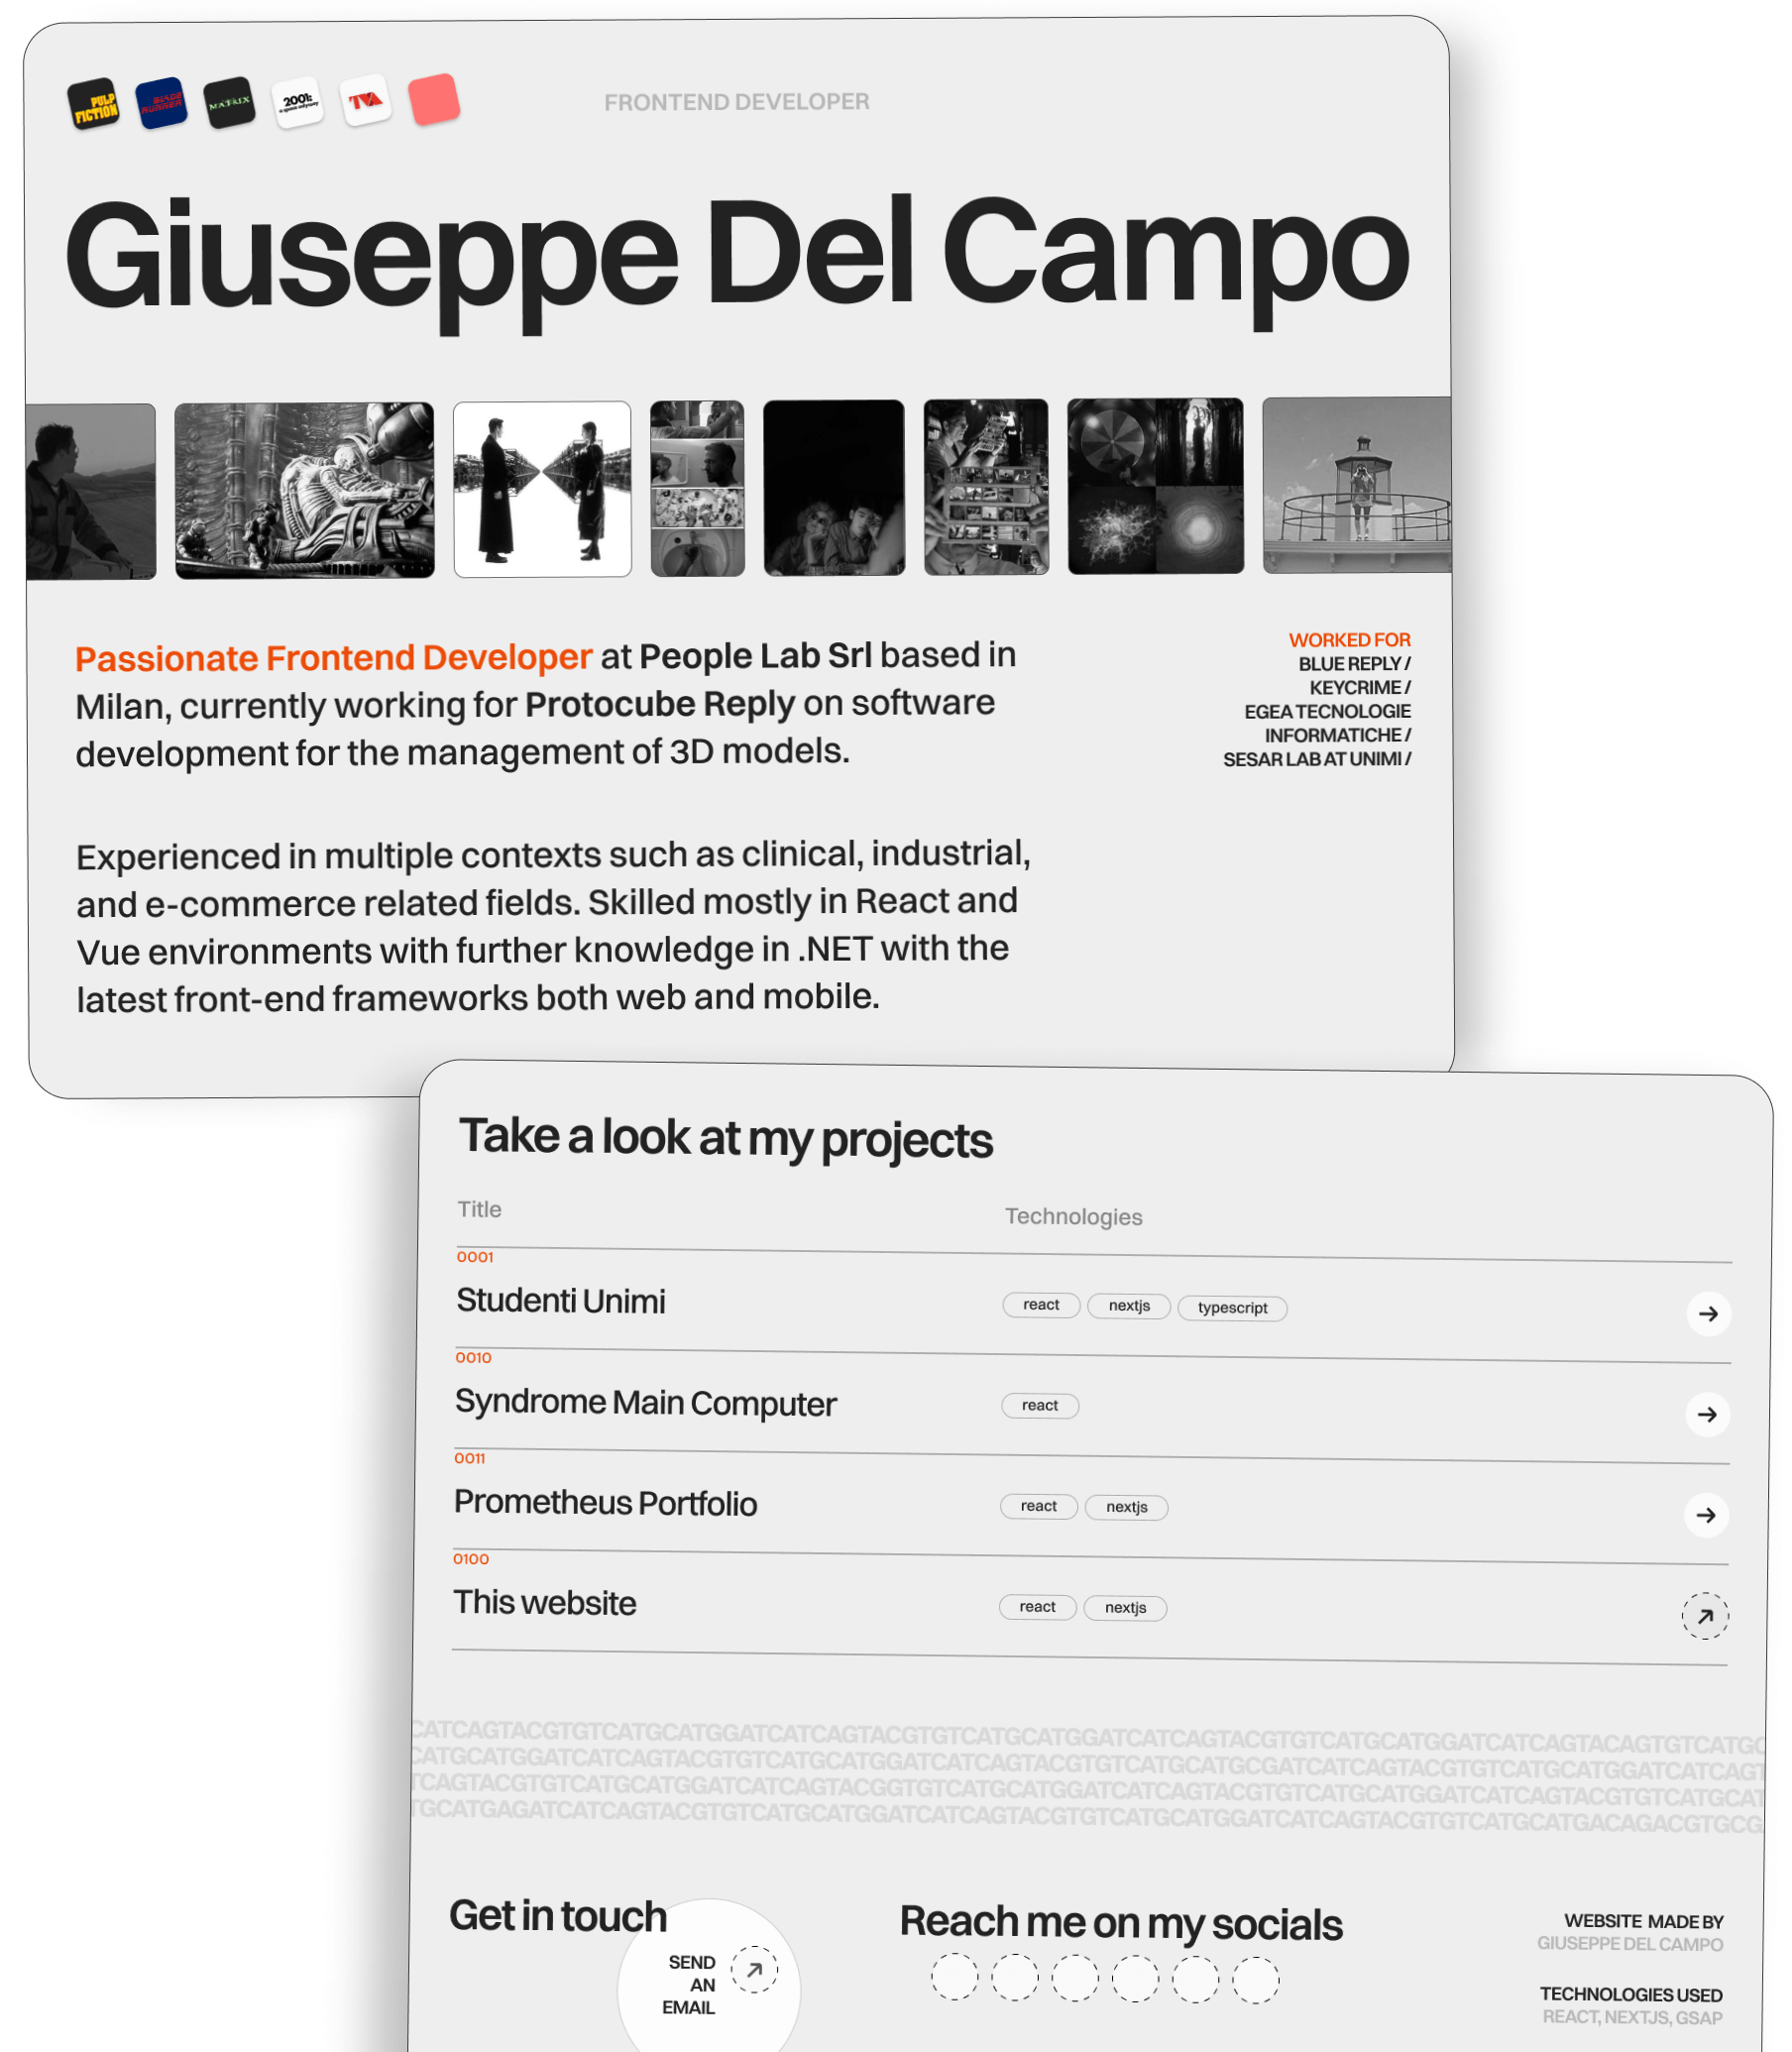 PULP
FICTION
BLADE
RUNNER
MATRIX
2001:
a space odyssey
TVA
FRONTEND DEVELOPER
Giuseppe Del Campo
Passionate Frontend Developer at People Lab Srl based in
Milan, currently working for Protocube Reply on software
development for the management of 3D models.
WORKED FOR
BLUE REPLY /
KEYCRIME /
EGEA TECNOLOGIE
INFORMATICHE /
SESAR LAB AT UNIMI /
Experienced in multiple contexts such as clinical, industrial,
and e-commerce related fields. Skilled mostly in React and
Vue environments with further knowledge in .NET with the
latest front-end frameworks both web and mobile.
Take a look at my projects
Title Technologies
0001
Studenti Unimi react nextjs typescript
0010
Syndrome Main Computer react
0011
Prometheus Portfolio react nextjs
0100
This website react nextjs
CATCAGTACGTGTCATGCATGGATCATCAGTACGTGTCATGCATGGATCATCAGTACGTGTCATGCATGGATCATCAGTACAGTGTCATGC
CATGCATGGATCATCAGTACGTGTCATGCATGGATCATCAGTACGTGTCATGCATGCGATCATCAGTACGTGTCATGCATGGATCATCAGT
TCAGTACGTGTCATGCATGGATCATCAGTACGGTGTCATGCATGGATCATCAGTACGTGTCATGCATGGATCATCAGTACGTGTCATGCAT
TGCATGAGATCATCAGTACGTGTCATGCATGGATCATCAGTACGTGTCATGCATGGATCATCAGTACGTGTCATGCATGACAGACGTGCG
Get in touch
SEND
AN
EMAIL
Reach me on my socials
WEBSITE MADE BY
GIUSEPPE DEL CAMPO
TECHNOLOGIES USED
REACT, NEXTJS, GSAP